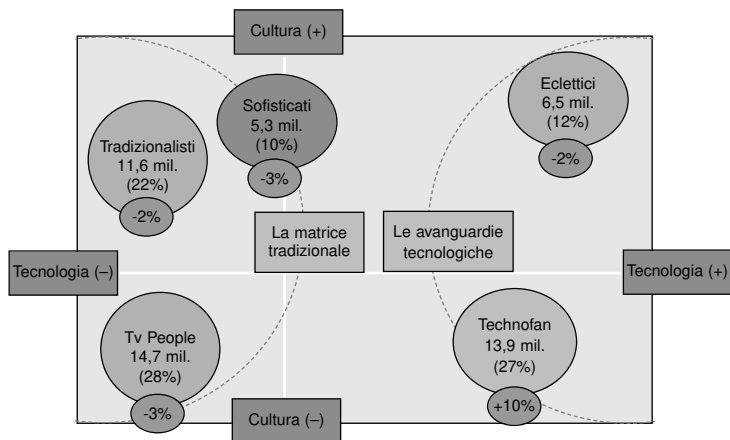 Cultura (+)
Eclettici
6,5 mil.
(12%)
-2%
Sofisticati
5,3 mil.
(10%)
-3%
Tradizionalisti
11,6 mil.
(22%)
-2%
La matrice
tradizionale
Le avanguardie
tecnologiche
Tecnologia (–)
Tecnologia (+)
Tv People
14,7 mil.
(28%)
-3%
Technofan
13,9 mil.
(27%)
+10%
Cultura (–)